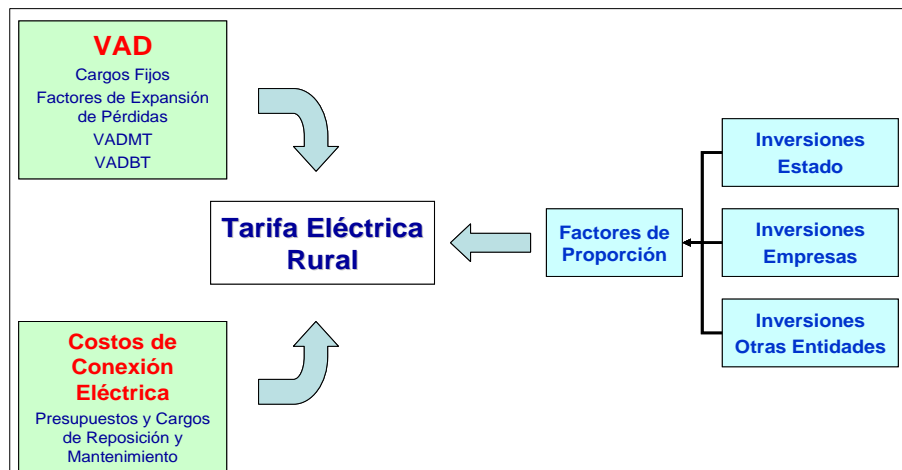 VAD
Cargos Fijos
Factores de Expansión
de Pérdidas
VADMT
VADBT
Tarifa Eléctrica
Rural
Costos de
Conexión
Eléctrica
Presupuestos y Cargos
de Reposición y
Mantenimiento
Factores de
Proporción
Inversiones
Estado
Inversiones
Empresas
Inversiones
Otras Entidades